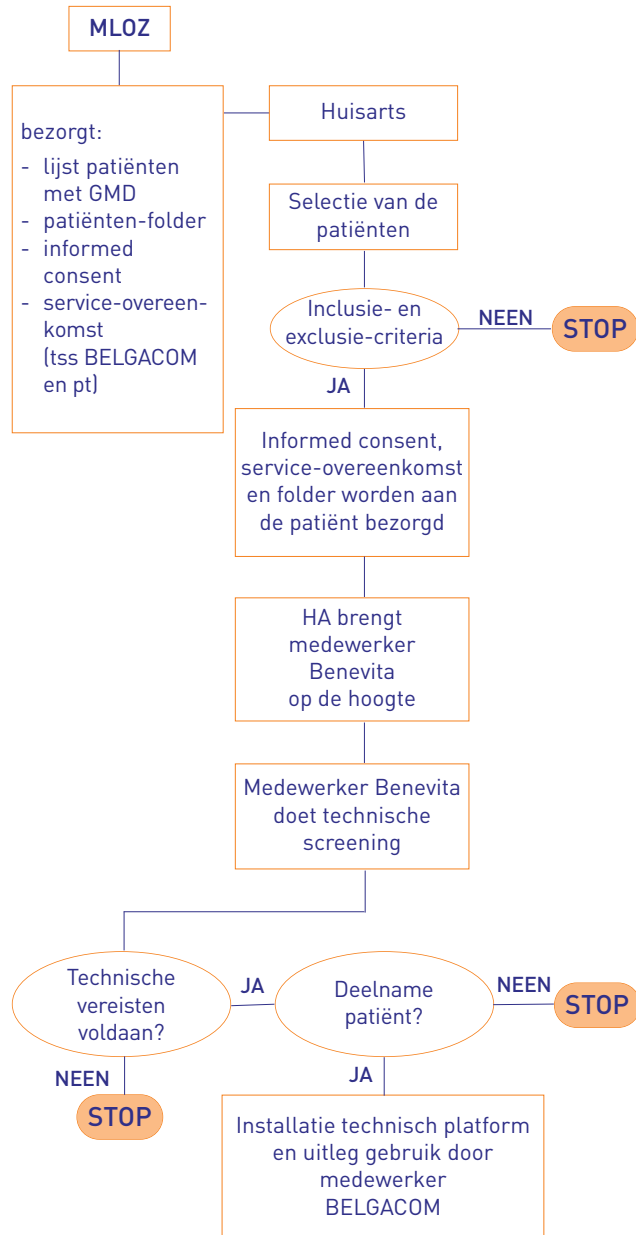 MLOZ
bezorgt:
- lijst patiënten
met GMD
- patiënten-folder
- informed
consent
- service-overeen-
komst
(tss BELGACOM
en pt)
Huisarts
Selectie van de
patiënten
Inclusie- en
exclusie-criteria
NEEN
STOP
JA
Informed consent,
service-overeenkomst
en folder worden aan
de patiënt bezorgd
HA brengt
medewerker
Benevita
op de hoogte
Medewerker Benevita
doet technische
screening
Technische
vereisten
voldaan?
JA
Deelname
patiënt?
NEEN
STOP
NEEN
STOP
JA
Installatie technisch platform
en uitleg gebruik door
medewerker
BELGACOM